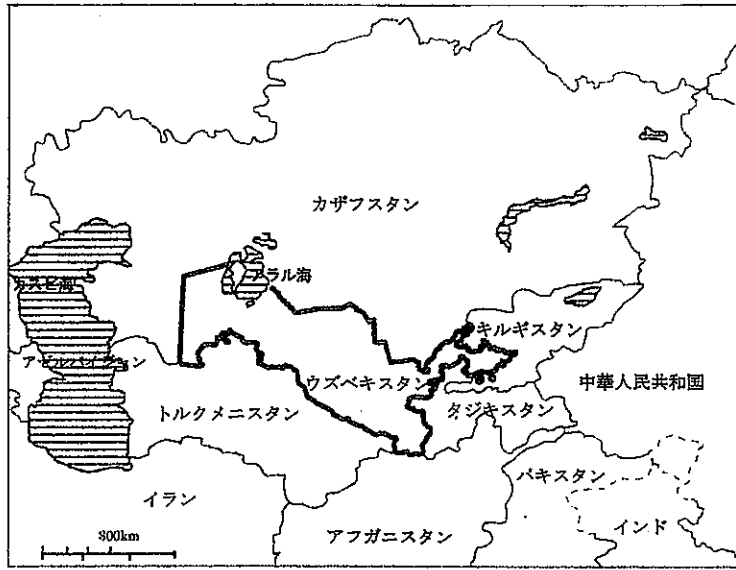 カザフスタン
アラル海
カスピ海
キルギスタン
アゼルバイジャン
ウズベキスタン
中華人民共和国
トルクメニスタン
タジキスタン
パキスタン
イラン
アフガニスタン
インド
300km